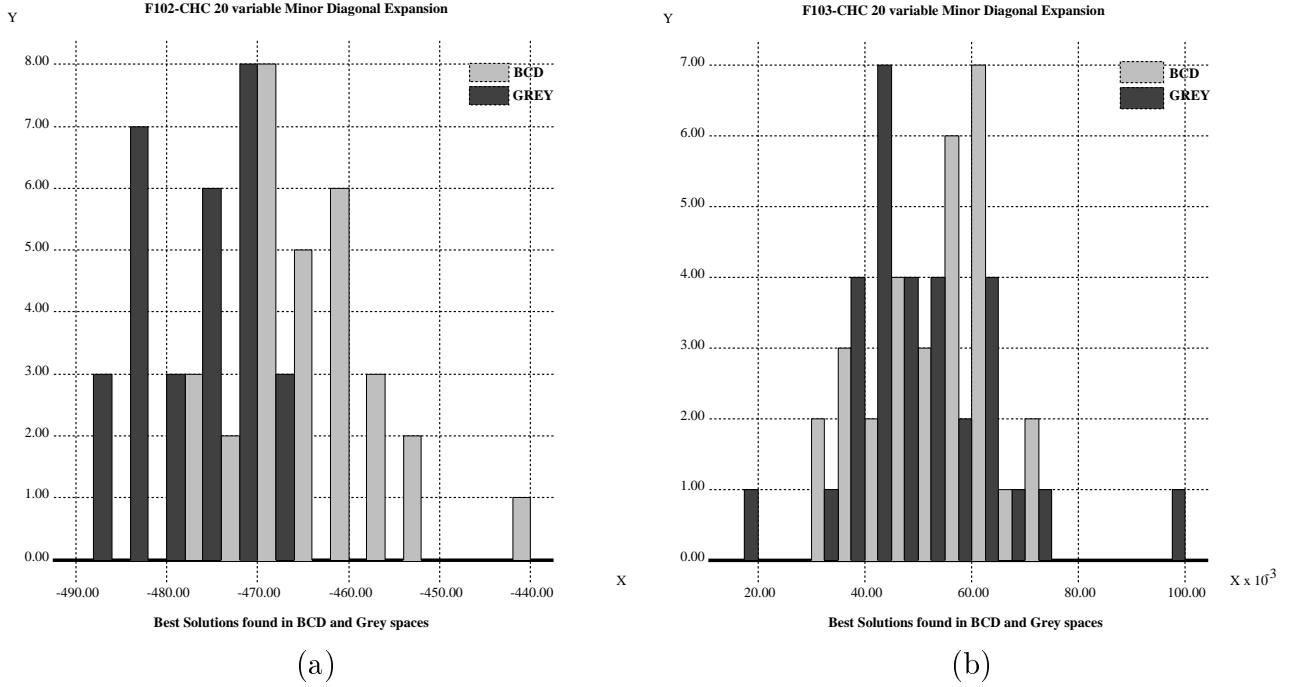 F102-CHC 20 variable Minor Diagonal Expansion
Y
8.00
7.00
6.00
5.00
4.00
3.00
2.00
1.00
0.00
BCD
GREY
-490.00 -480.00 -470.00 -460.00 -450.00 -440.00
X
Best Solutions found in BCD and Grey spaces
(a)
F103-CHC 20 variable Minor Diagonal Expansion
Y
7.00
6.00
5.00
4.00
3.00
2.00
1.00
0.00
BCD
GREY
20.00 40.00 60.00 80.00 100.00
X x 10-3
Best Solutions found in BCD and Grey spaces
(b)